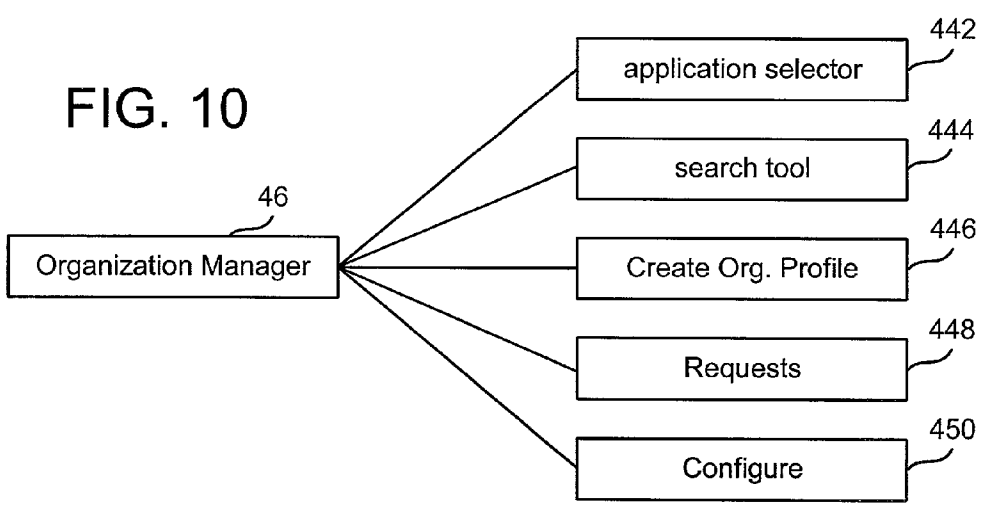 FIG. 10
46
Organization Manager
442
application selector
444
search tool
446
Create Org. Profile
448
Requests
450
Configure